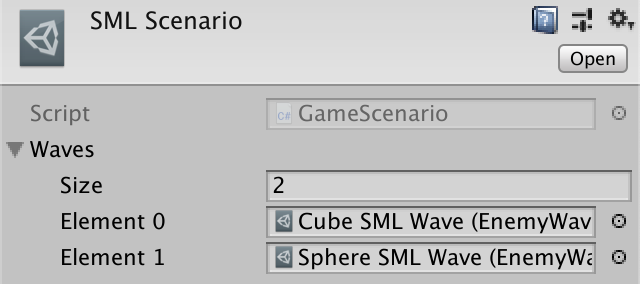 SML Scenario
Open
Script C# GameScenario
Waves
Size 2
Element 0 Cube SML Wave (EnemyWav
Element 1 Sphere SML Wave (EnemyWa